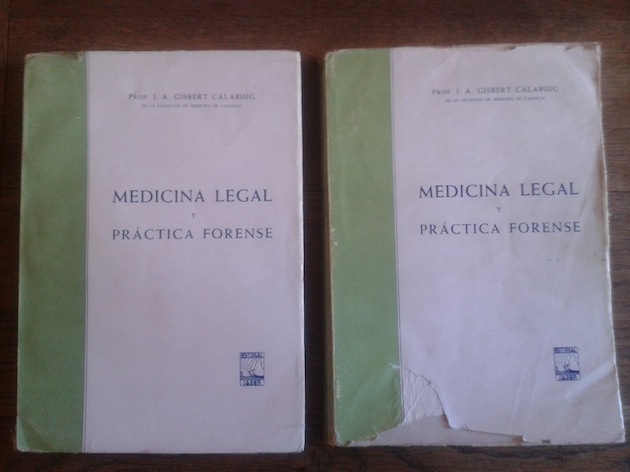 PROF. J. A. GISBERT CALABUIG
DE LA FACULTAD DE MEDICINA DE VALENCIA
MEDICINA LEGAL
Y
PRÁCTICA FORENSE
EDITORIAL
SABER
PROF. J. A. GISBERT CALABUIG
DE LA FACULTAD DE MEDICINA DE VALENCIA
MEDICINA LEGAL
Y
PRÁCTICA FORENSE
EDITORIAL
SABER